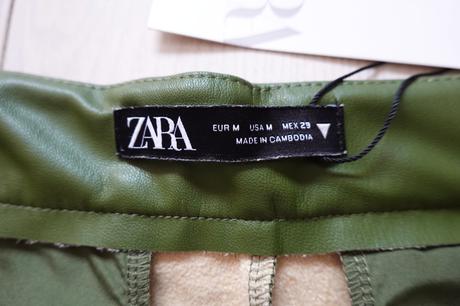 ZARA
EUR M USA M MEX 29
MADE IN CAMBODIA